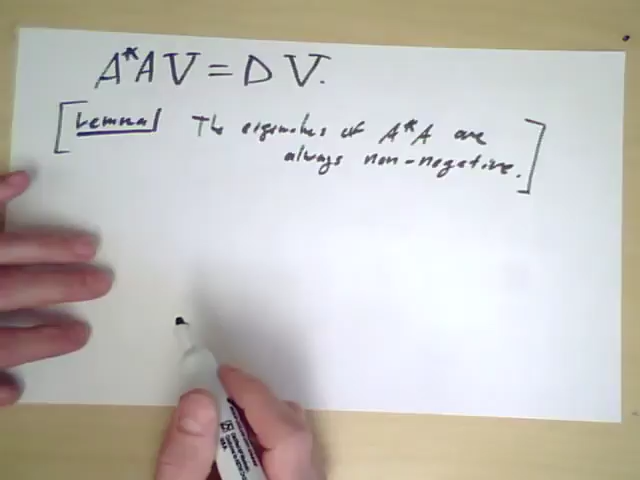 A*AV = DV.
[Lemma] The eigenvalues of A*A are
always non-negative.]